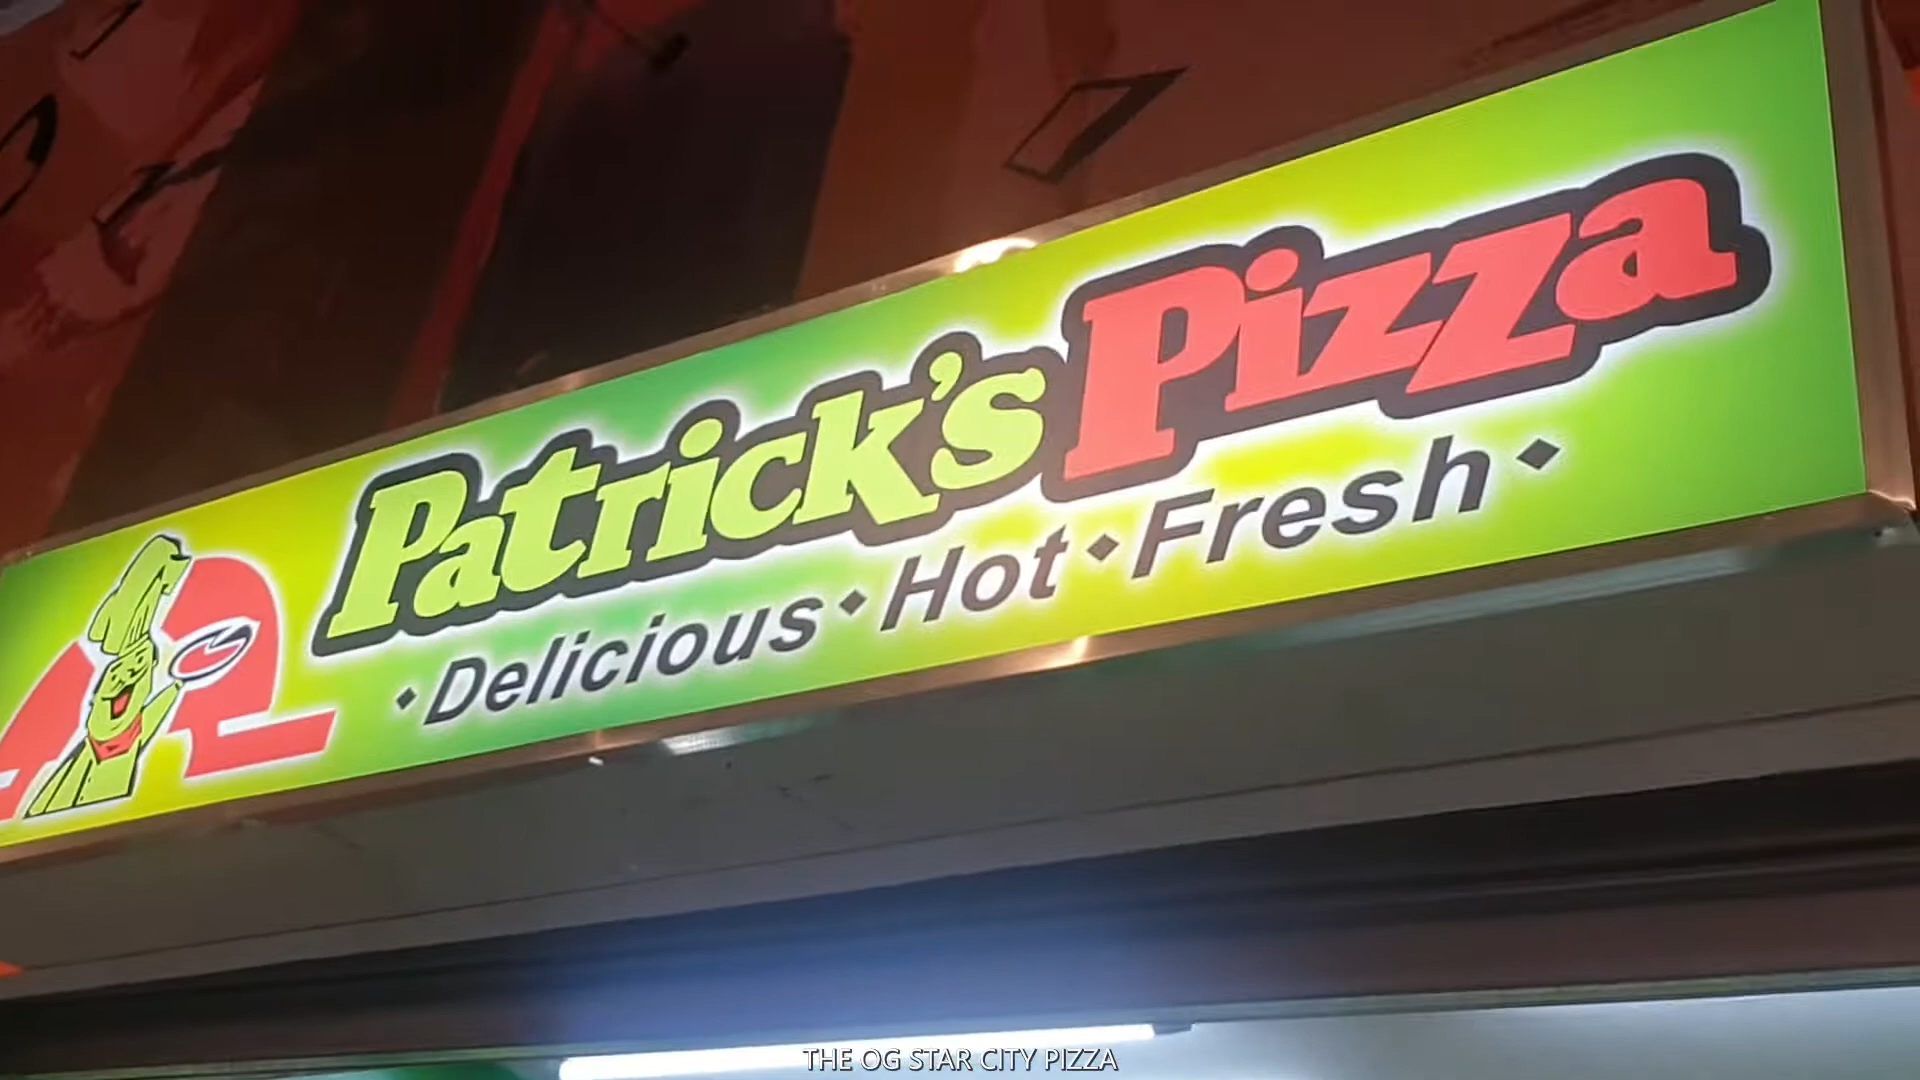 Patrick's Pizza
• Delicious • Hot • Fresh •
THE OG STAR CITY PIZZA